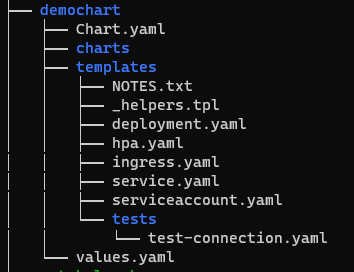 demochart
Chart.yaml
charts
templates
NOTES.txt
_helpers.tpl
deployment.yaml
hpa.yaml
ingress.yaml
service.yaml
serviceaccount.yaml
tests
test-connection.yaml
values.yaml